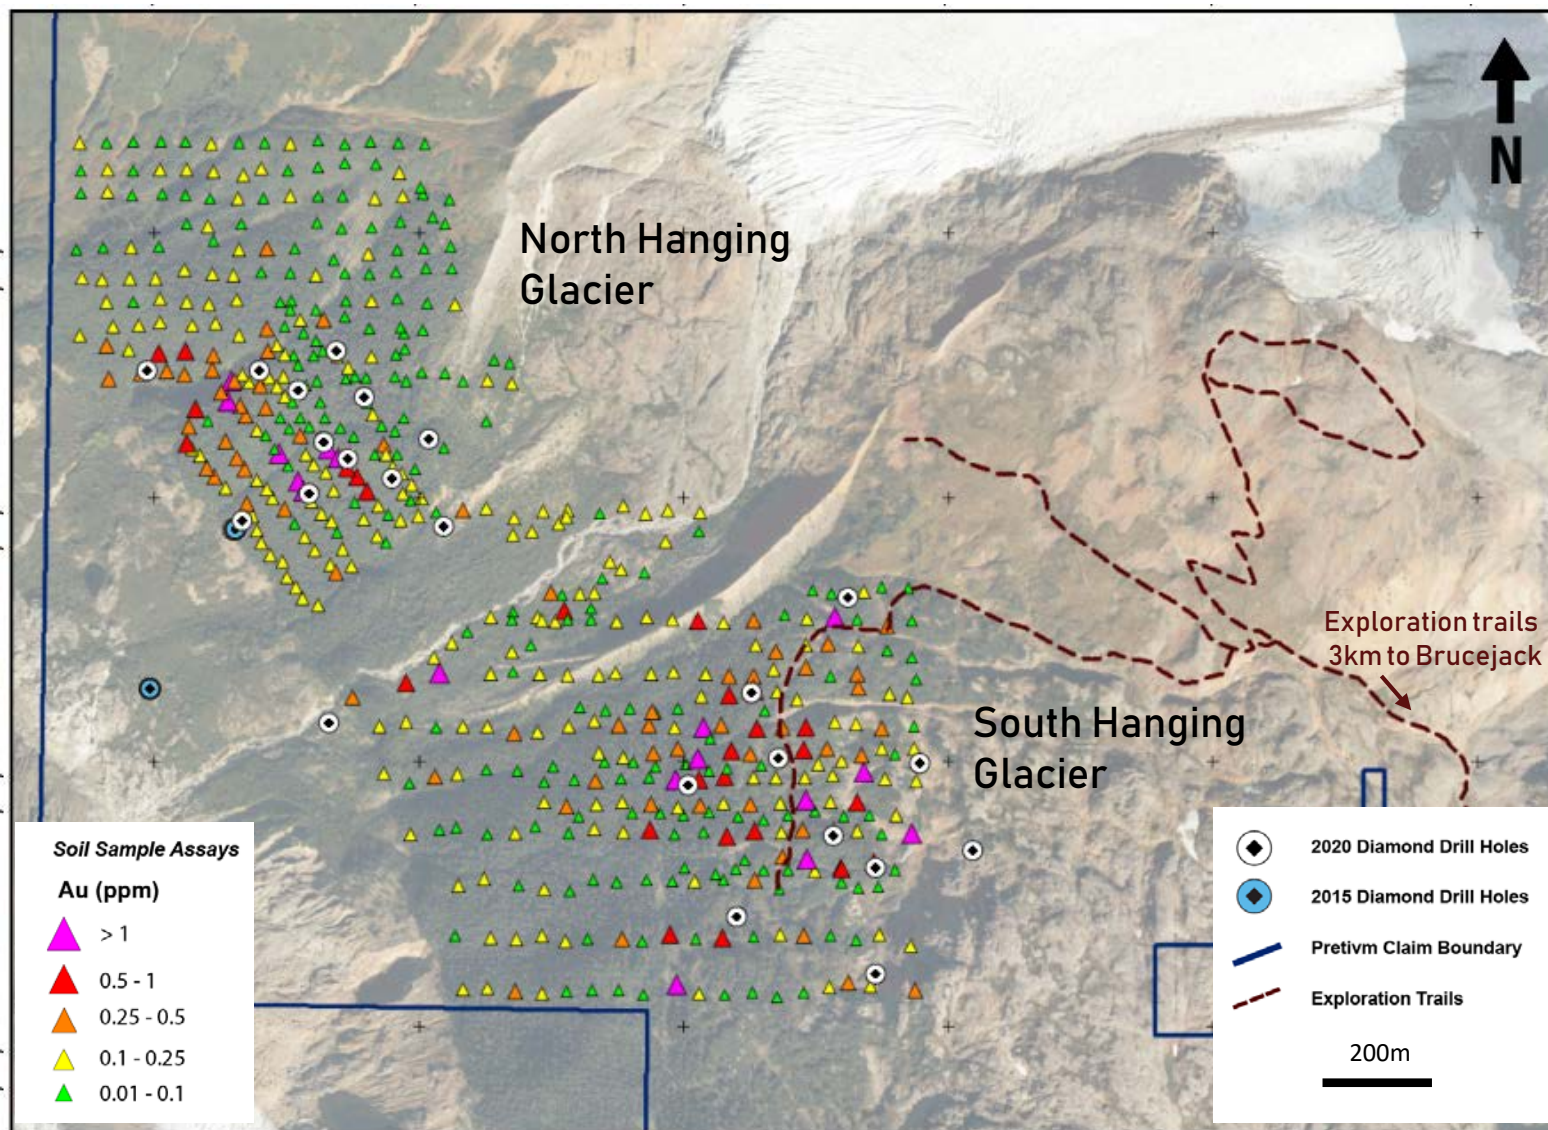 N
North Hanging
Glacier
Exploration trails
3km to Brucejack
South Hanging
Glacier
Soil Sample Assays
Au (ppm)
> 1
0.5 - 1
0.25 - 0.5
0.1 - 0.25
0.01 - 0.1
2020 Diamond Drill Holes
2015 Diamond Drill Holes
Pretivm Claim Boundary
Exploration Trails
200m